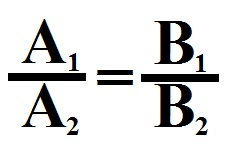 A₁ = B₁
A₂ B₂